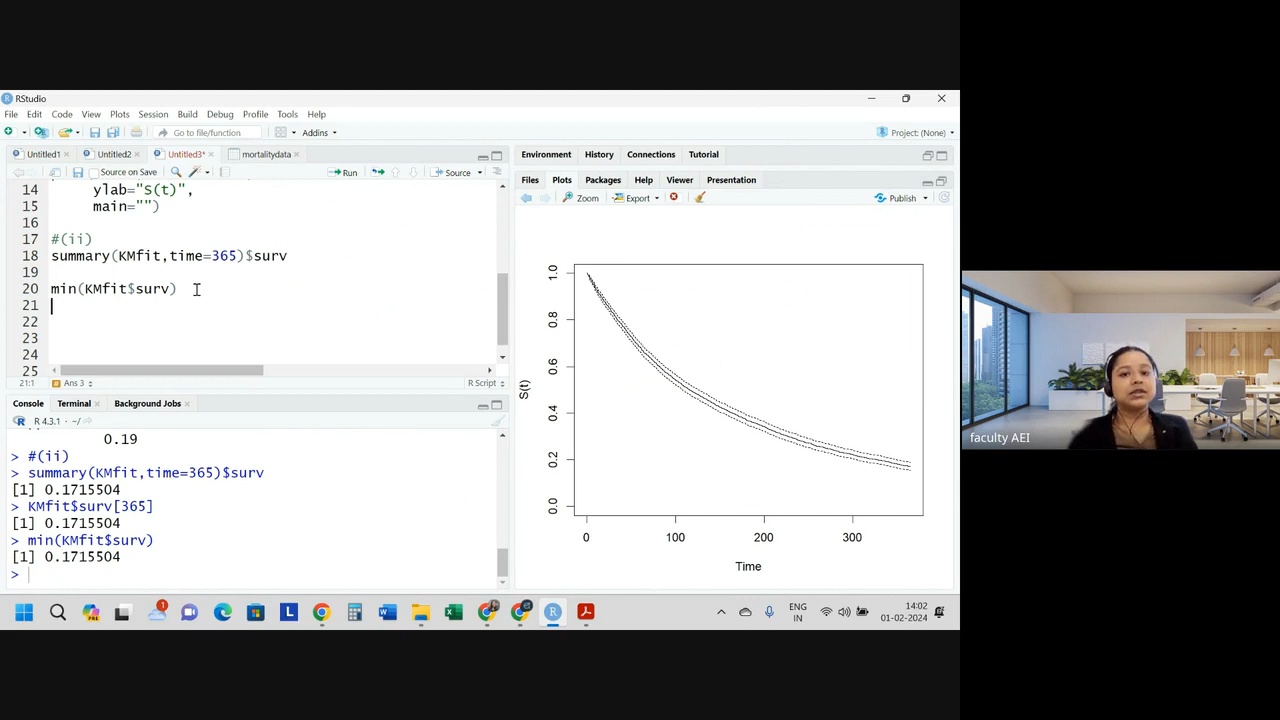 RStudio
File Edit Code View Plots Session Build Debug Profile Tools Help
Go to file/function Addins Project: (None)
Untitled1 Untitled2 Untitled3* mortalitydata
Source on Save Run Source
14 ylab="S(t)",
15 main="")
16
17 #(ii)
18 summary(KMfit,time=365)$surv
19
20 min(KMfit$surv)
21
22
23
24
25
21:1 Ans 3 R Script
Console Terminal Background Jobs
R 4.3.1 · ~/
0.19
> #(ii)
> summary(KMfit,time=365)$surv
[1] 0.1715504
> KMfit$surv[365]
[1] 0.1715504
> min(KMfit$surv)
[1] 0.1715504
>
Environment History Connections Tutorial
Files Plots Packages Help Viewer Presentation
Zoom Export Publish
S(t)
1.0
0.8
0.6
0.4
0.2
0.0
0 100 200 300
Time
faculty AEI
1
ENG
IN
14:02
01-02-2024